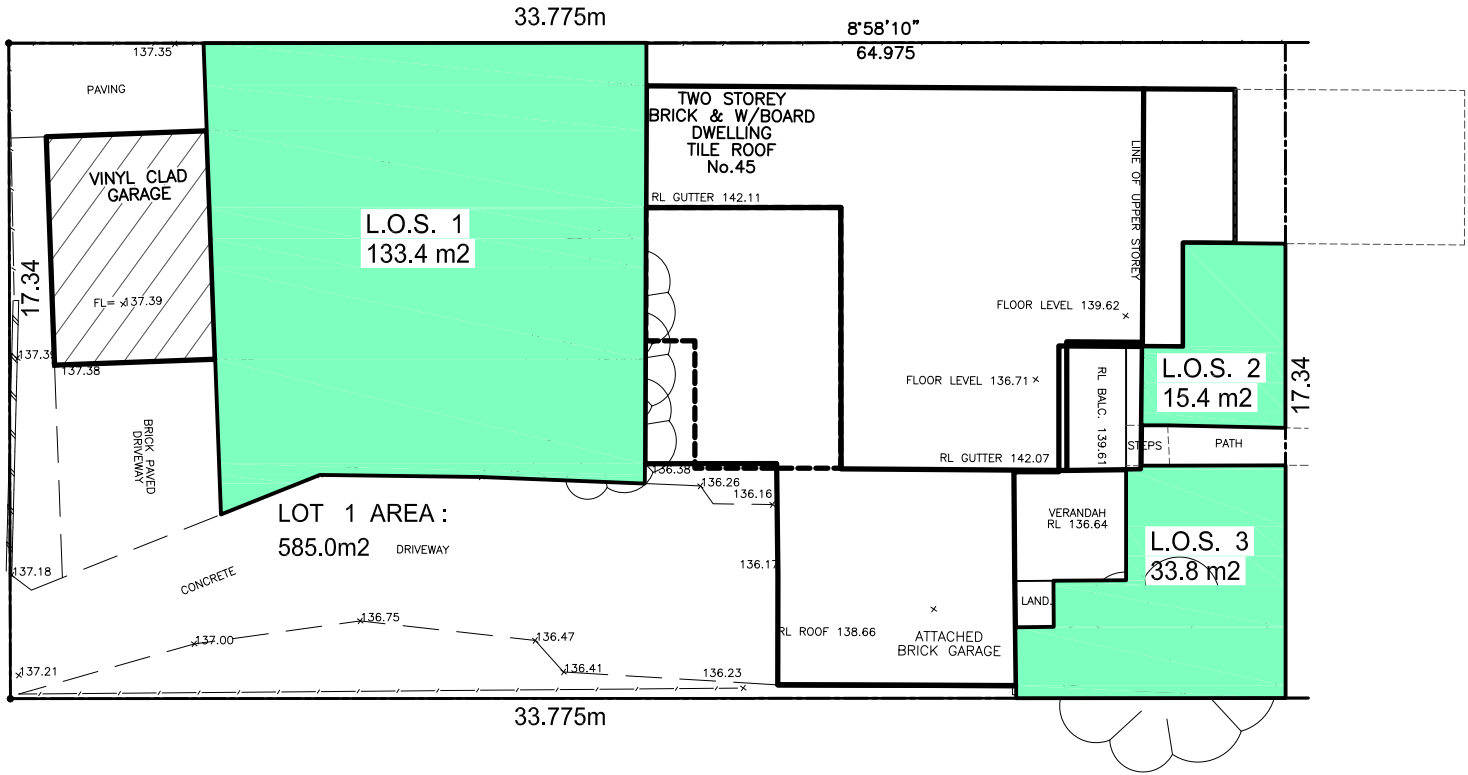 33.775m
8°58'10"
64.975
137.35
PAVING
TWO STOREY
BRICK & W/BOARD
DWELLING
TILE ROOF
No.45
LINE OF UPPER STOREY
VINYL CLAD
GARAGE
RL GUTTER 142.11
L.O.S. 1
133.4 m2
17.34
FL= 137.39
FLOOR LEVEL 139.62
137.39
137.38
FLOOR LEVEL 136.71
RL BALC. 139.61
L.O.S. 2
15.4 m2
17.34
BRICK PAVED
DRIVEWAY
STEPS
PATH
RL GUTTER 142.07
136.38
136.26
136.16
LOT 1 AREA :
585.0m2
DRIVEWAY
VERANDAH
RL 136.64
L.O.S. 3
33.8 m2
137.18
CONCRETE
136.17
LAND.
136.75
137.00
136.47
RL ROOF 138.66
ATTACHED
BRICK GARAGE
137.21
136.41
136.23
33.775m